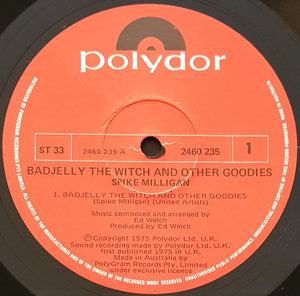 polydor
ST 33
2460 235 A
2460 235
1
BADJELLY THE WITCH AND OTHER GOODIES
SPIKE MILLIGAN
1. BADJELLY THE WITCH AND OTHER GOODIES
(Spike Milligan) (United Artists)
Music composed and arranged by
Ed Welch
Produced by Ed Welch
© Copyright 1975 Polydor Ltd. U.K.
Sound recording made by Polydor Ltd. U.K.
first published 1975 in U.K.
Made in Australia by
PolyGram Records Pty, Limited
under exclusive licence